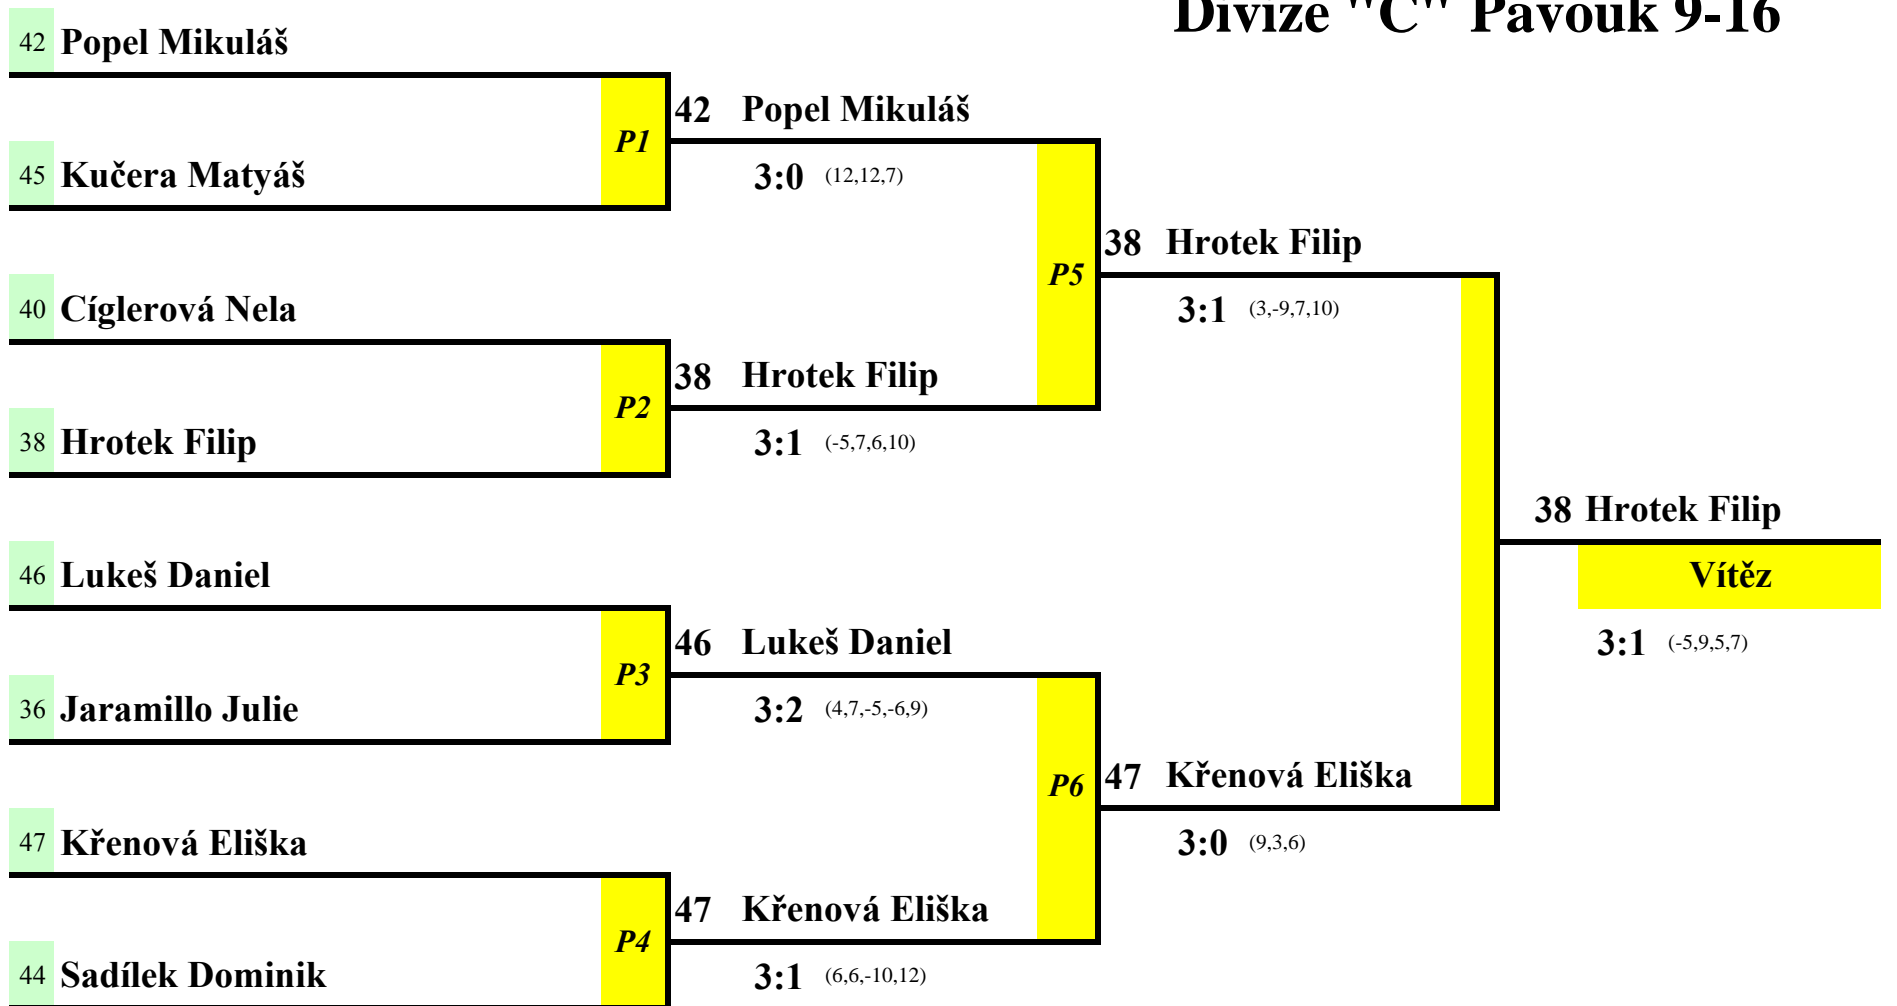 Divize "C" Pavouk 9-16
42 Popel Mikuláš
42 Popel Mikuláš
P1
45 Kučera Matyáš
3:0 (12,12,7)
38 Hrotek Filip
P5
40 Cíglerová Nela
3:1 (3,-9,7,10)
38 Hrotek Filip
P2
38 Hrotek Filip
3:1 (-5,7,6,10)
38 Hrotek Filip
46 Lukeš Daniel
Vítěz
46 Lukeš Daniel
3:1 (-5,9,5,7)
P3
36 Jaramillo Julie
3:2 (4,7,-5,-6,9)
47 Křenová Eliška
P6
47 Křenová Eliška
3:0 (9,3,6)
47 Křenová Eliška
P4
44 Sadílek Dominik
3:1 (6,6,-10,12)